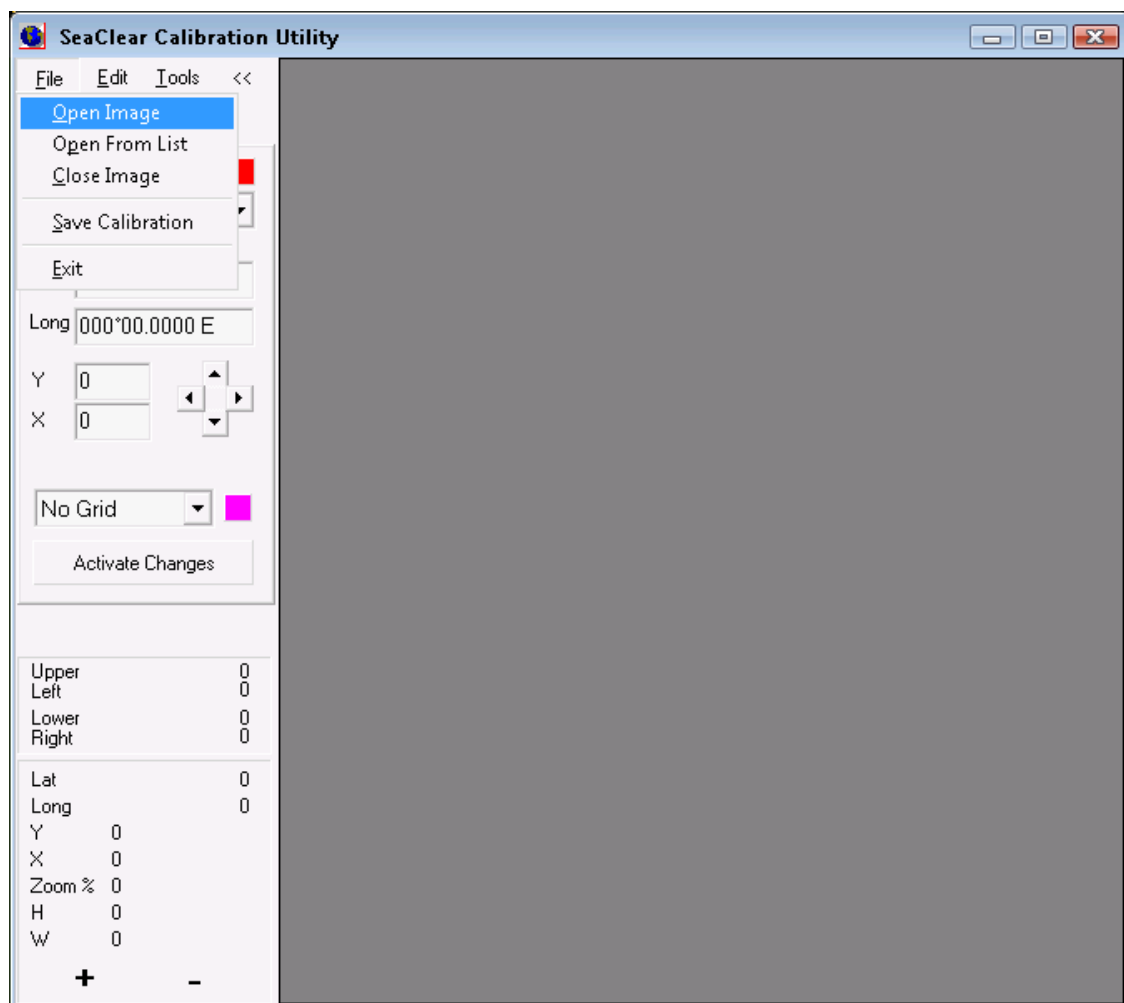 SeaClear Calibration Utility
File Edit Tools <<
Open Image
Open From List
Close Image
Save Calibration
Exit
Long 000*00.0000 E
Y 0
X 0
No Grid
Activate Changes
Upper 0
Left 0
Lower 0
Right 0
Lat 0
Long 0
Y 0
X 0
Zoom % 0
H 0
W 0
+ -